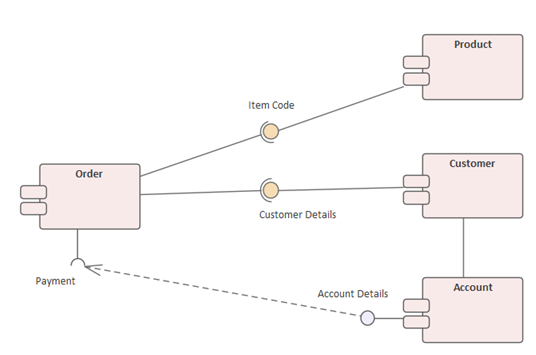 Product
Item Code
Order
Customer
Customer Details
Payment
Account Details
Account